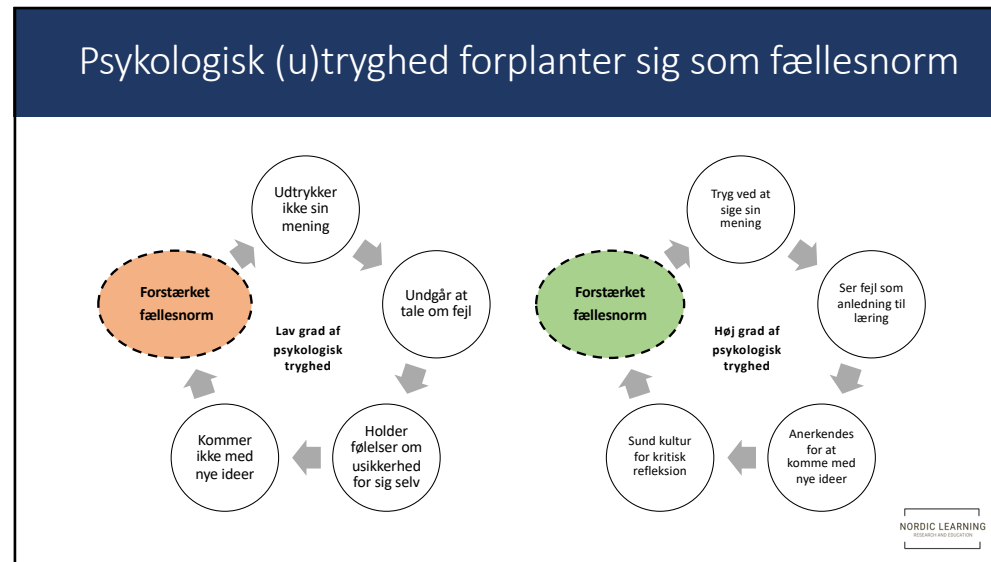 Psykologisk (u)tryghed forplanter sig som fællesnorm
Udtrykker
ikke sin
mening
Undgår at
tale om fejl
Holder
følelser om
usikkerhed
for sig selv
Kommer
ikke med
nye ideer
Forstærket
fællesnorm
Lav grad af
psykologisk
tryghed
Tryg ved at
sige sin
mening
Ser fejl som
anledning til
læring
Anerkendes
for at
komme med
nye ideer
Sund kultur
for kritisk
refleksion
Forstærket
fællesnorm
Høj grad af
psykologisk
tryghed
NORDIC LEARNING
RESEARCH AND EDUCATION